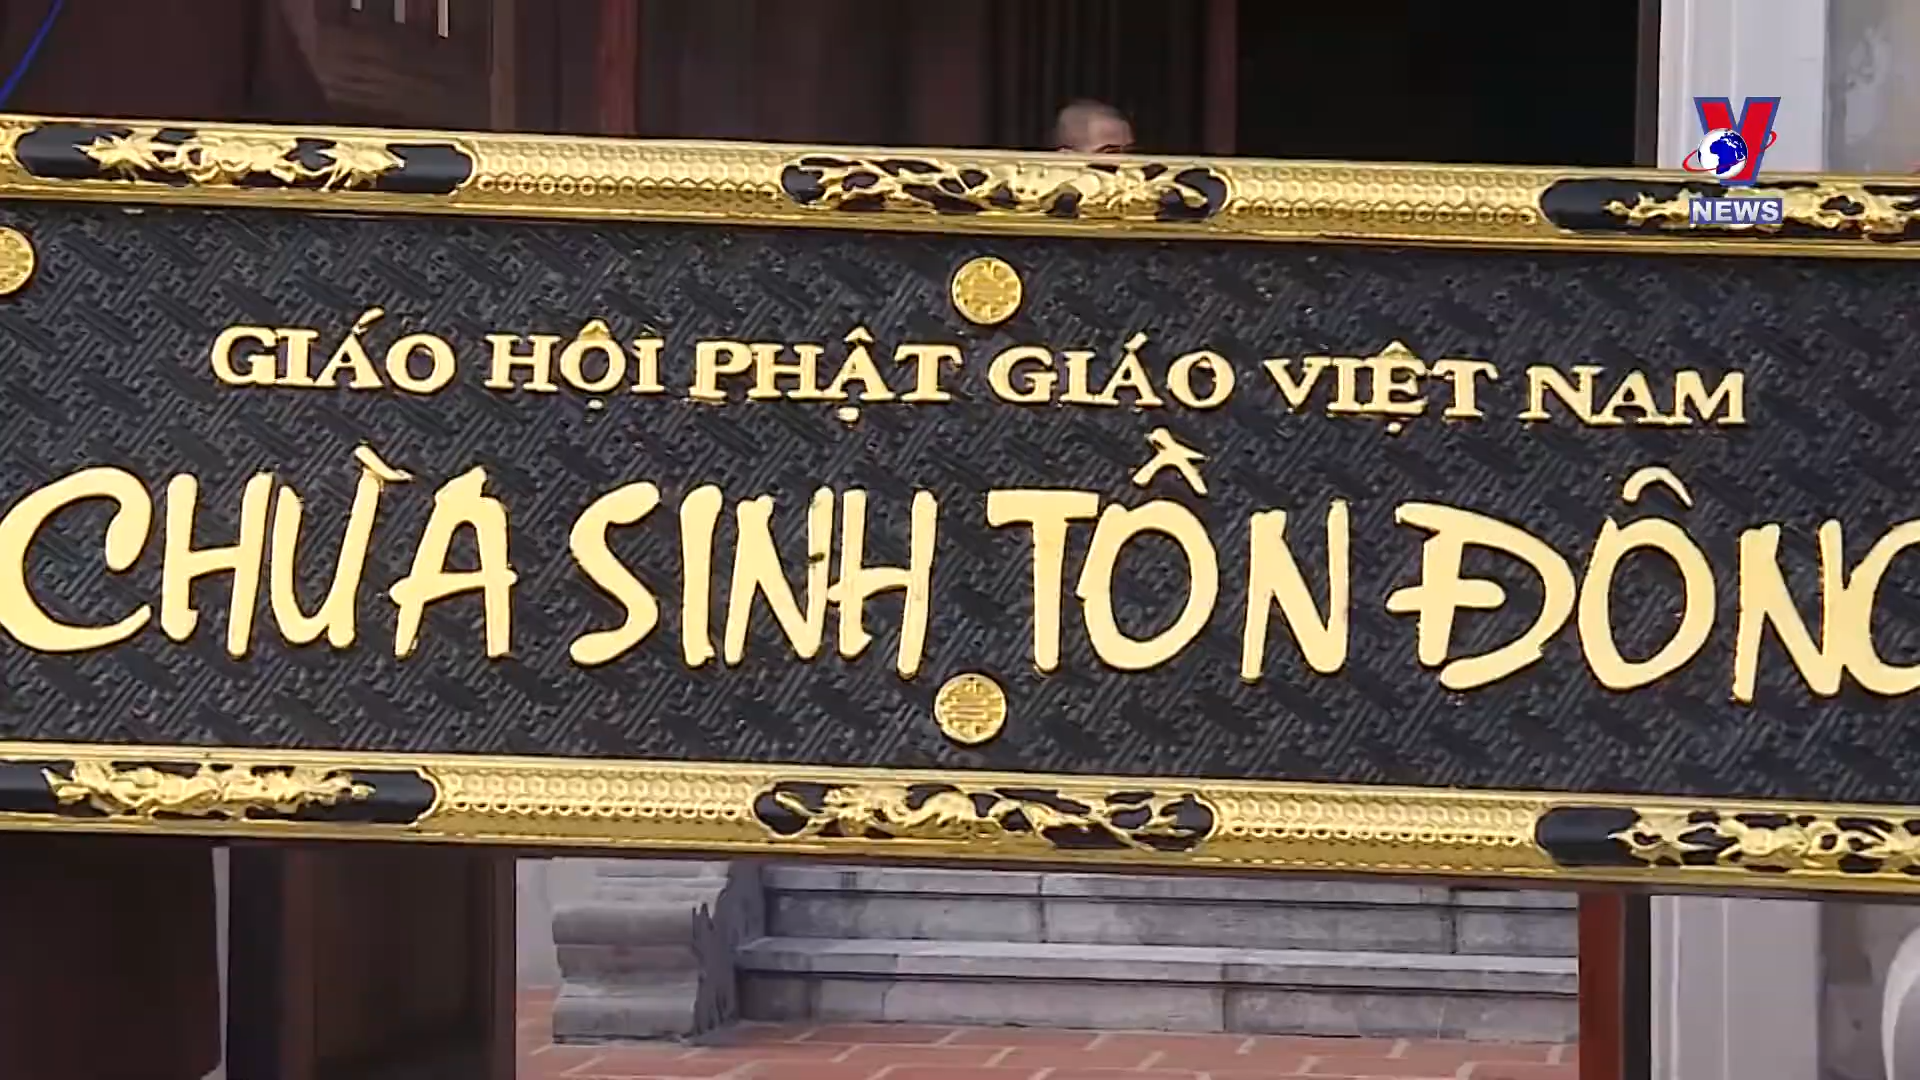 V
NEWS
GIÁO HỘI PHẬT GIÁO VIỆT NAM
CHÙA SINH TỒN ĐÔNG